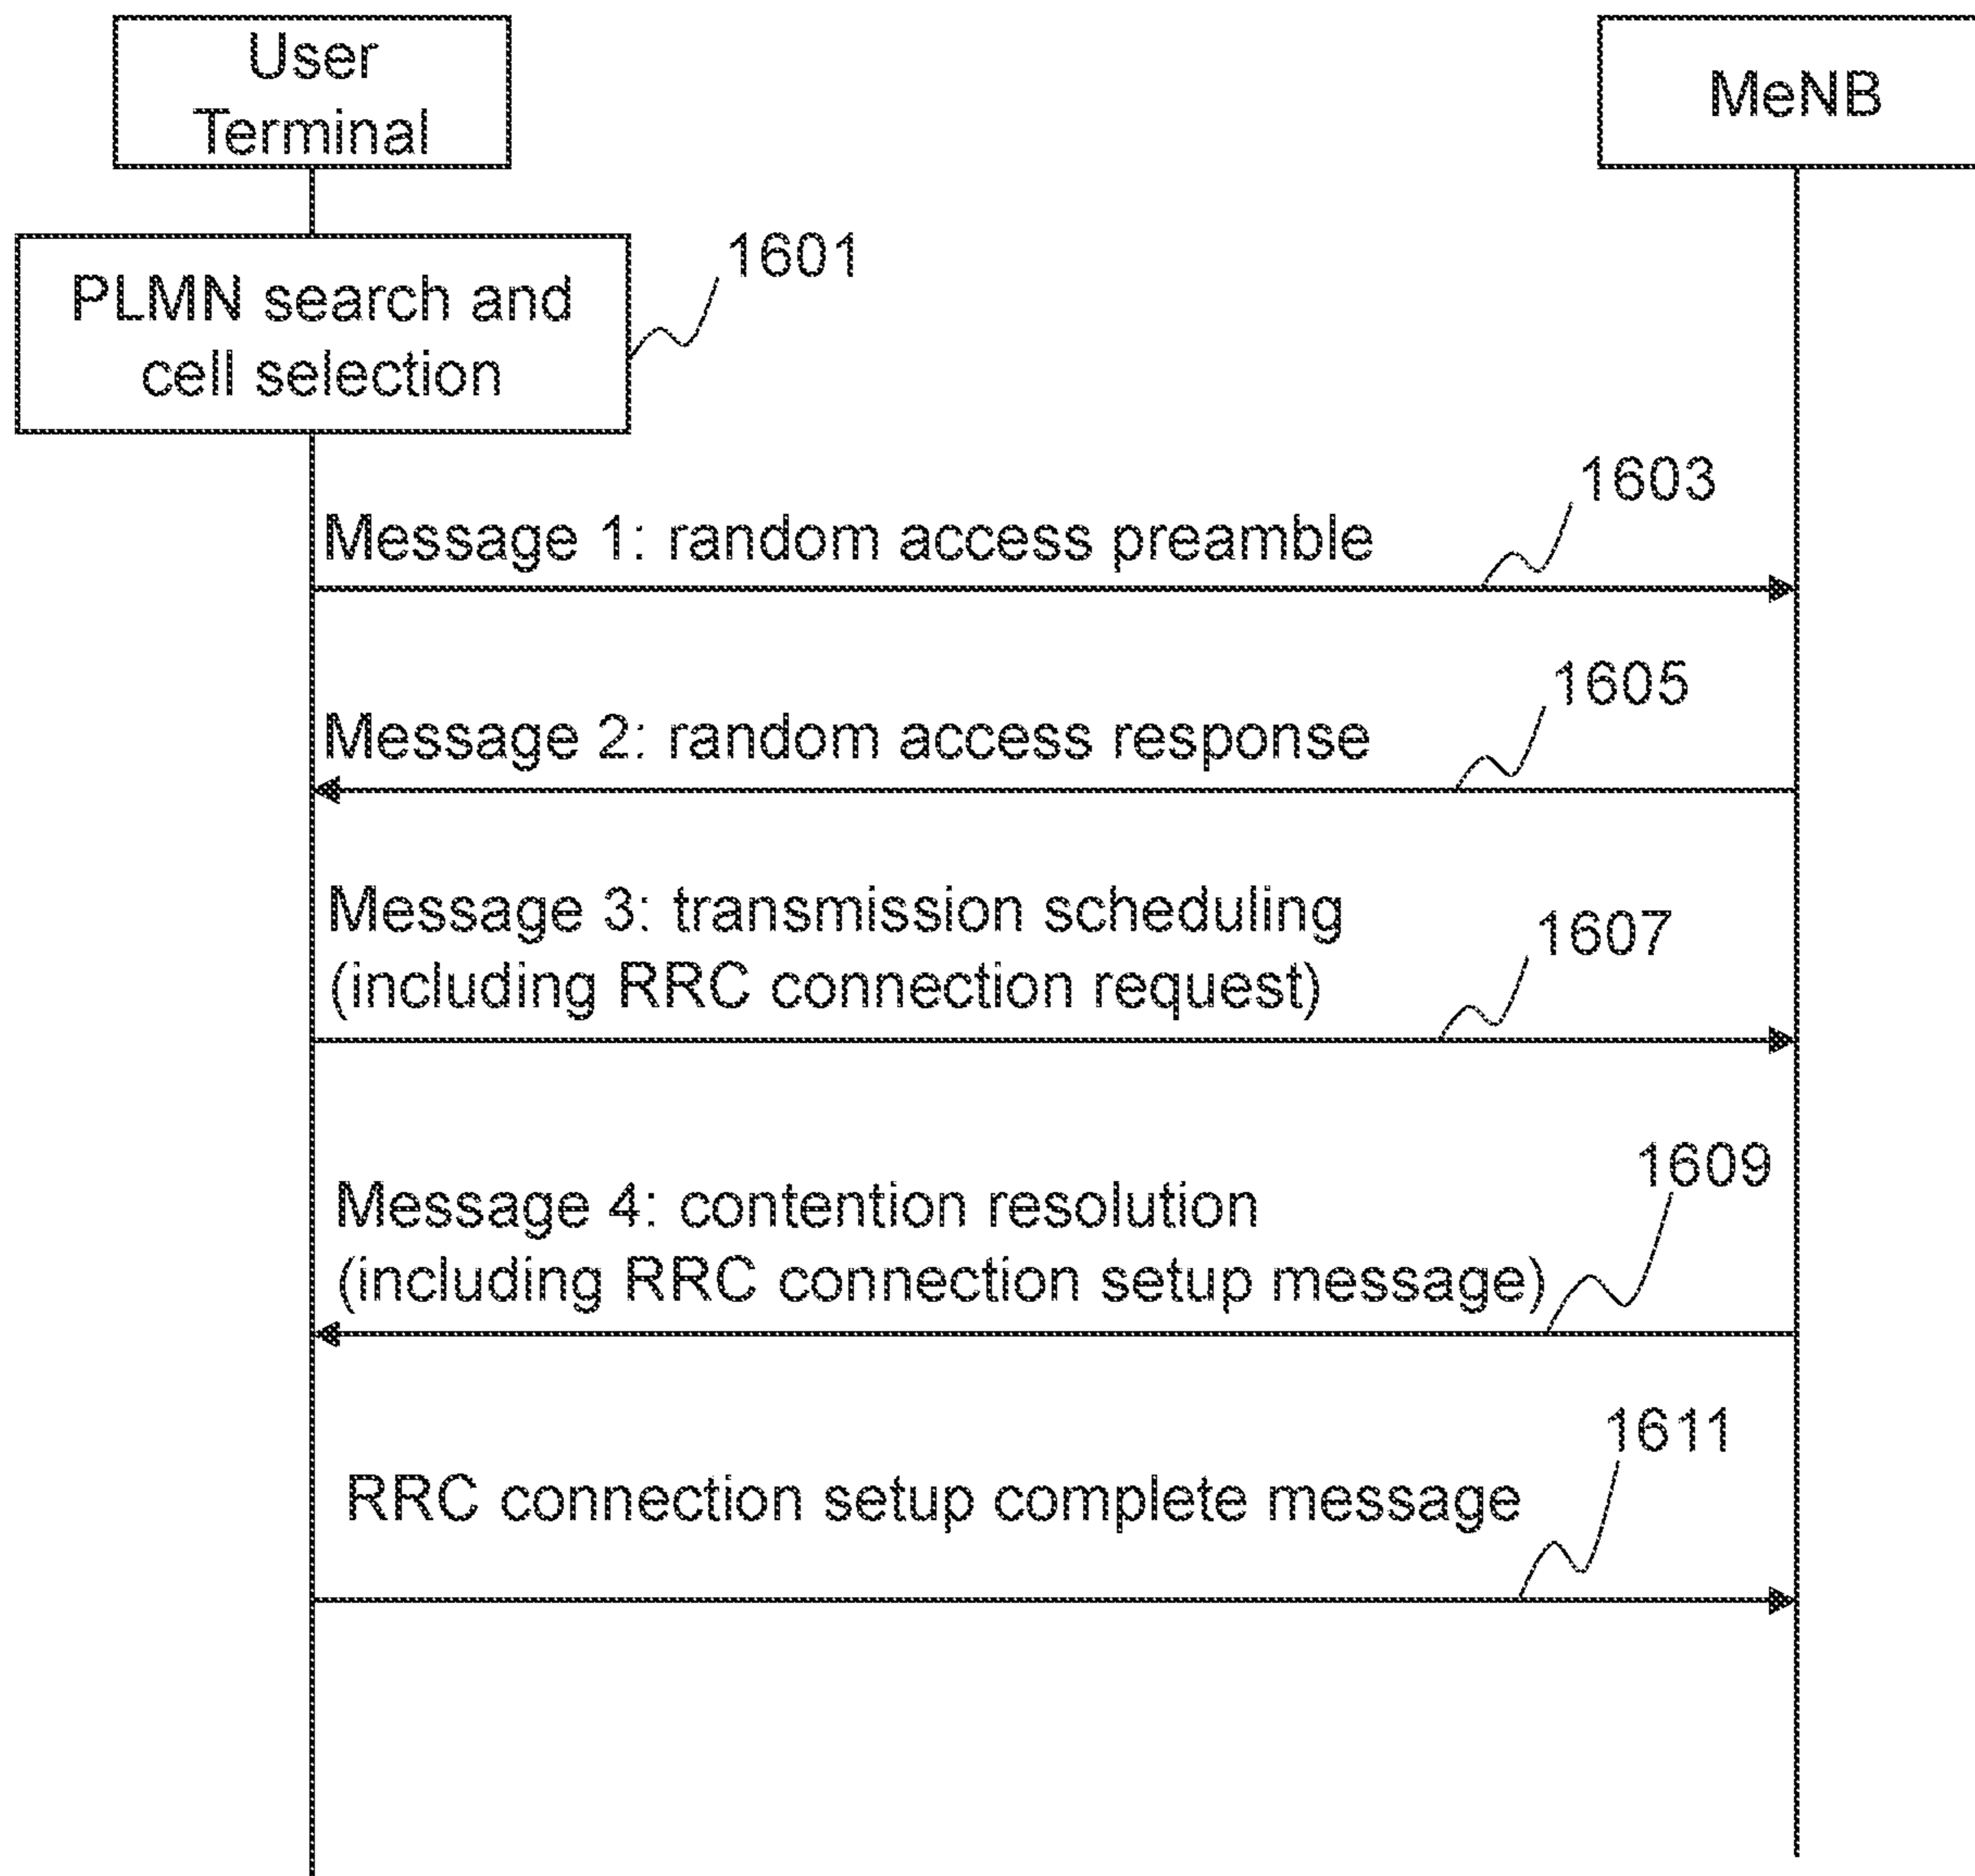 User
Terminal
MeNB
PLMN search and
cell selection
1601
1603
Message 1: random access preamble
1605
Message 2: random access response
Message 3: transmission scheduling
(including RRC connection request)
1607
1609
Message 4: contention resolution
(including RRC connection setup message)
1611
RRC connection setup complete message